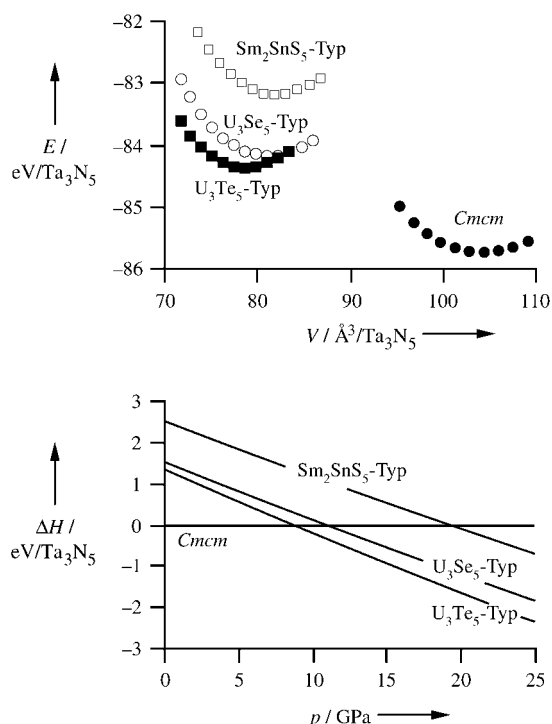 −82
−83
−84
−85
−86
E /
eV/Ta₃N₅
Sm₂SnS₅-Typ
U₃Se₅-Typ
U₃Te₅-Typ
Cmcm
70 80 90 100 110
V / Å³/Ta₃N₅
3
2
1
0
−1
−2
−3
ΔH /
eV/Ta₃N₅
Sm₂SnS₅-Typ
Cmcm
U₃Se₅-Typ
U₃Te₅-Typ
0 5 10 15 20 25
p / GPa